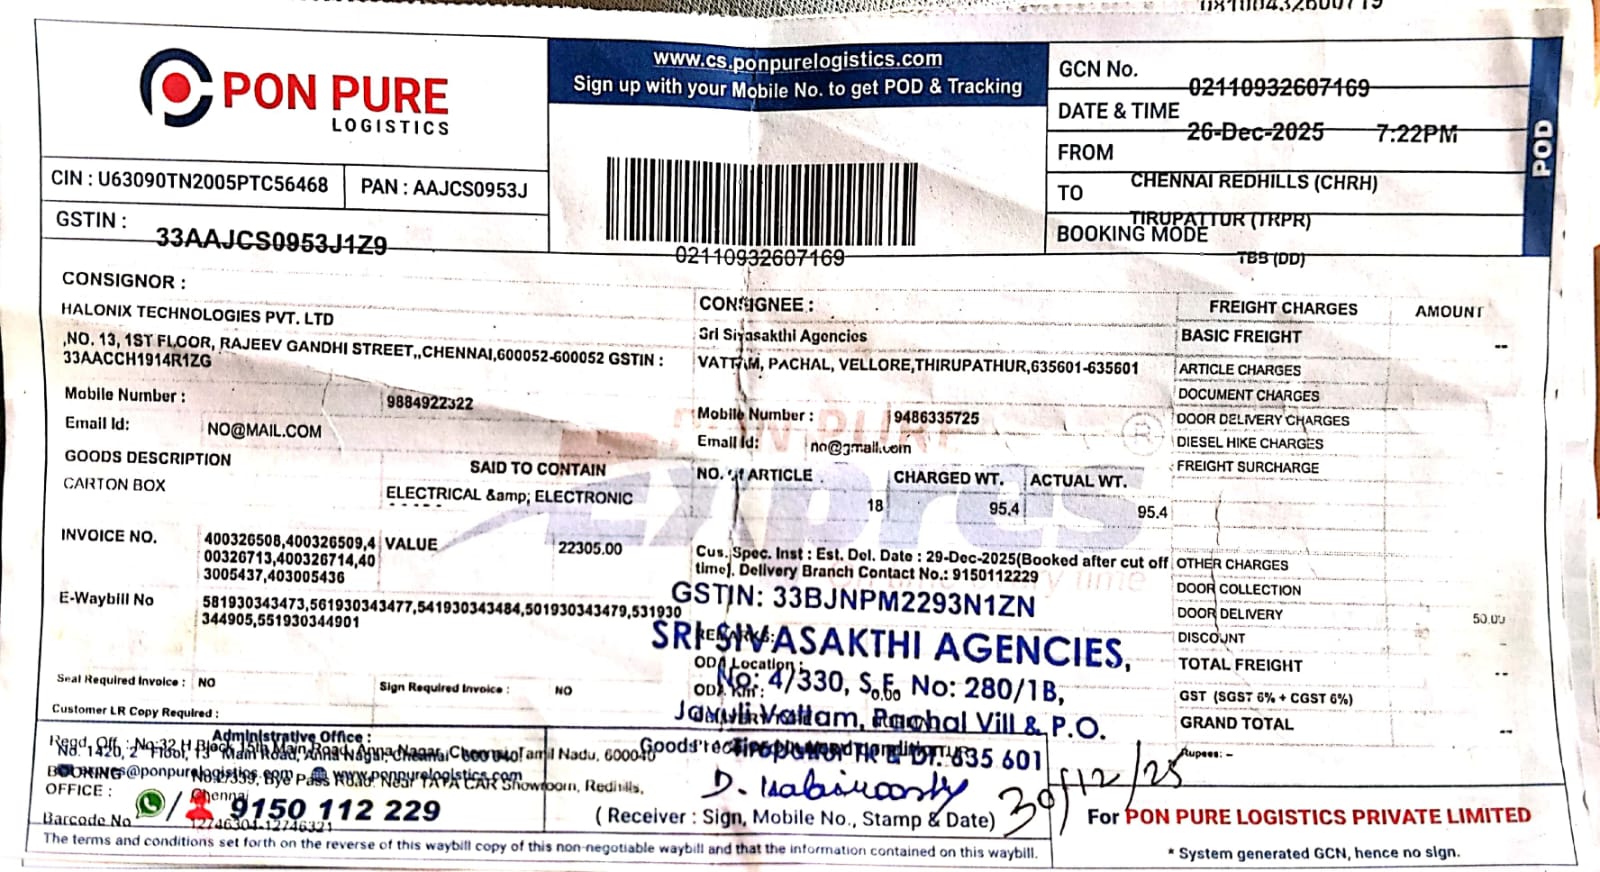 PON PURE
LOGISTICS
www.cs.ponpurelogistics.com
Sign up with your Mobile No. to get POD & Tracking
GCN No.
02110932607169
DATE & TIME
26-Dec-2025 7:22PM
FROM
CHENNAI REDHILLS (CHRH)
TO
TIRUPATTUR (TRPR)
BOOKING MODE
TBB (DD)
POD
CIN : U63090TN2005PTC56468
PAN : AAJCS0953J
GSTIN :
33AAJCS0953J1Z9
02110932607169
CONSIGNOR :
HALONIX TECHNOLOGIES PVT. LTD
,NO. 13, 1ST FLOOR, RAJEEV GANDHI STREET,,CHENNAI,600052-600052 GSTIN :
33AACCH1914R1ZG
Mobile Number : 9884922322
Email Id: NO@MAIL.COM
CONSIGNEE :
Sri Sivasakthi Agencies
VATTAM, PACHAL, VELLORE,THIRUPATHUR,635601-635601
Mobile Number : 9486335725
Email Id: no@gmail.com
GOODS DESCRIPTION
SAID TO CONTAIN
CARTON BOX
ELECTRICAL &amp; ELECTRONIC
NO. of ARTICLE
CHARGED WT.
ACTUAL WT.
18
95.4
95.4
INVOICE NO.
400326508,400326509,4
00326713,400326714,40
3005437,403005436
VALUE
22305.00
Cus. Spec. Inst : Est. Del. Date : 29-Dec-2025(Booked after cut off
time). Delivery Branch Contact No.: 9150112229
E-Waybill No
581930343473,561930343477,541930343484,501930343479,531930
344905,551930344901
GSTIN: 33BJNPM2293N1ZN
SRI SIVASAKTHI AGENCIES,
ODA Location :
No: 4/330, S.F. No: 280/1B,
Vattam, Pachal Vill & P.O.
635 601
Seal Required Invoice : NO
Sign Required Invoice : NO
Customer LR Copy Required :
FREIGHT CHARGES
AMOUNT
BASIC FREIGHT --
ARTICLE CHARGES
DOCUMENT CHARGES
DOOR DELIVERY CHARGES
DIESEL HIKE CHARGES
FREIGHT SURCHARGE
OTHER CHARGES
DOOR COLLECTION
DOOR DELIVERY 50.00
DISCOUNT
TOTAL FREIGHT --
GST (SGST 6% + CGST 6%)
GRAND TOTAL --
Rupees: –
Administrative Office :
Tamil Nadu, 600040
BOOKING
OFFICE :
Showroom, Redhills,
Chennai
9150 112 229
Barcode No
12746304-12746321
30/12/25
( Receiver : Sign, Mobile No., Stamp & Date)
For PON PURE LOGISTICS PRIVATE LIMITED
The terms and conditions set forth on the reverse of this waybill copy of this non-negotiable waybill and that the information contained on this waybill.
* System generated GCN, hence no sign.